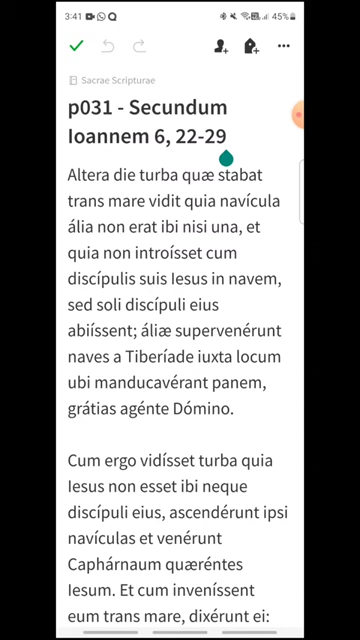 3:41
45%
Sacrae Scripturae
p031 - Secundum
Ioannem 6, 22-29
Altera die turba quæ stabat
trans mare vidit quia navícula
ália non erat ibi nisi una, et
quia non introísset cum
discípulis suis Iesus in navem,
sed soli discípuli eius
abiíssent; áliæ supervenérunt
naves a Tiberíade iuxta locum
ubi manducavérant panem,
grátias agénte Dómino.
Cum ergo vidísset turba quia
Iesus non esset ibi neque
discípuli eius, ascendérunt ipsi
navículas et venérunt
Caphárnaum quæréntes
Iesum. Et cum inveníssent
eum trans mare, dixérunt ei: